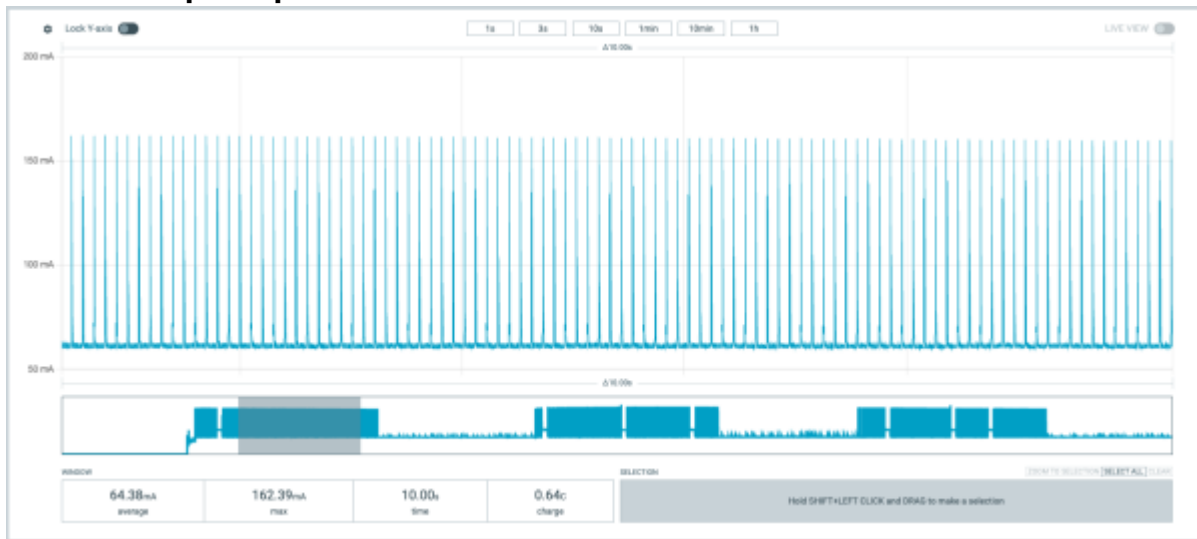 Lock Y-axis 1s 3s 10s 1min 10min 1h LIVE VIEW
Δ10.00s
200 mA
150 mA
100 mA
50 mA
Δ10.00s
WINDOW SELECTION ZOOM TO SELECTION SELECT ALL CLEAR
64.38mA 162.39mA 10.00s 0.64c
average max time charge
Hold SHIFT+LEFT CLICK and DRAG to make a selection